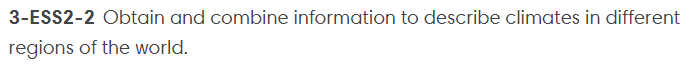 3-ESS2-2 Obtain and combine information to describe climates in different
regions of the world.